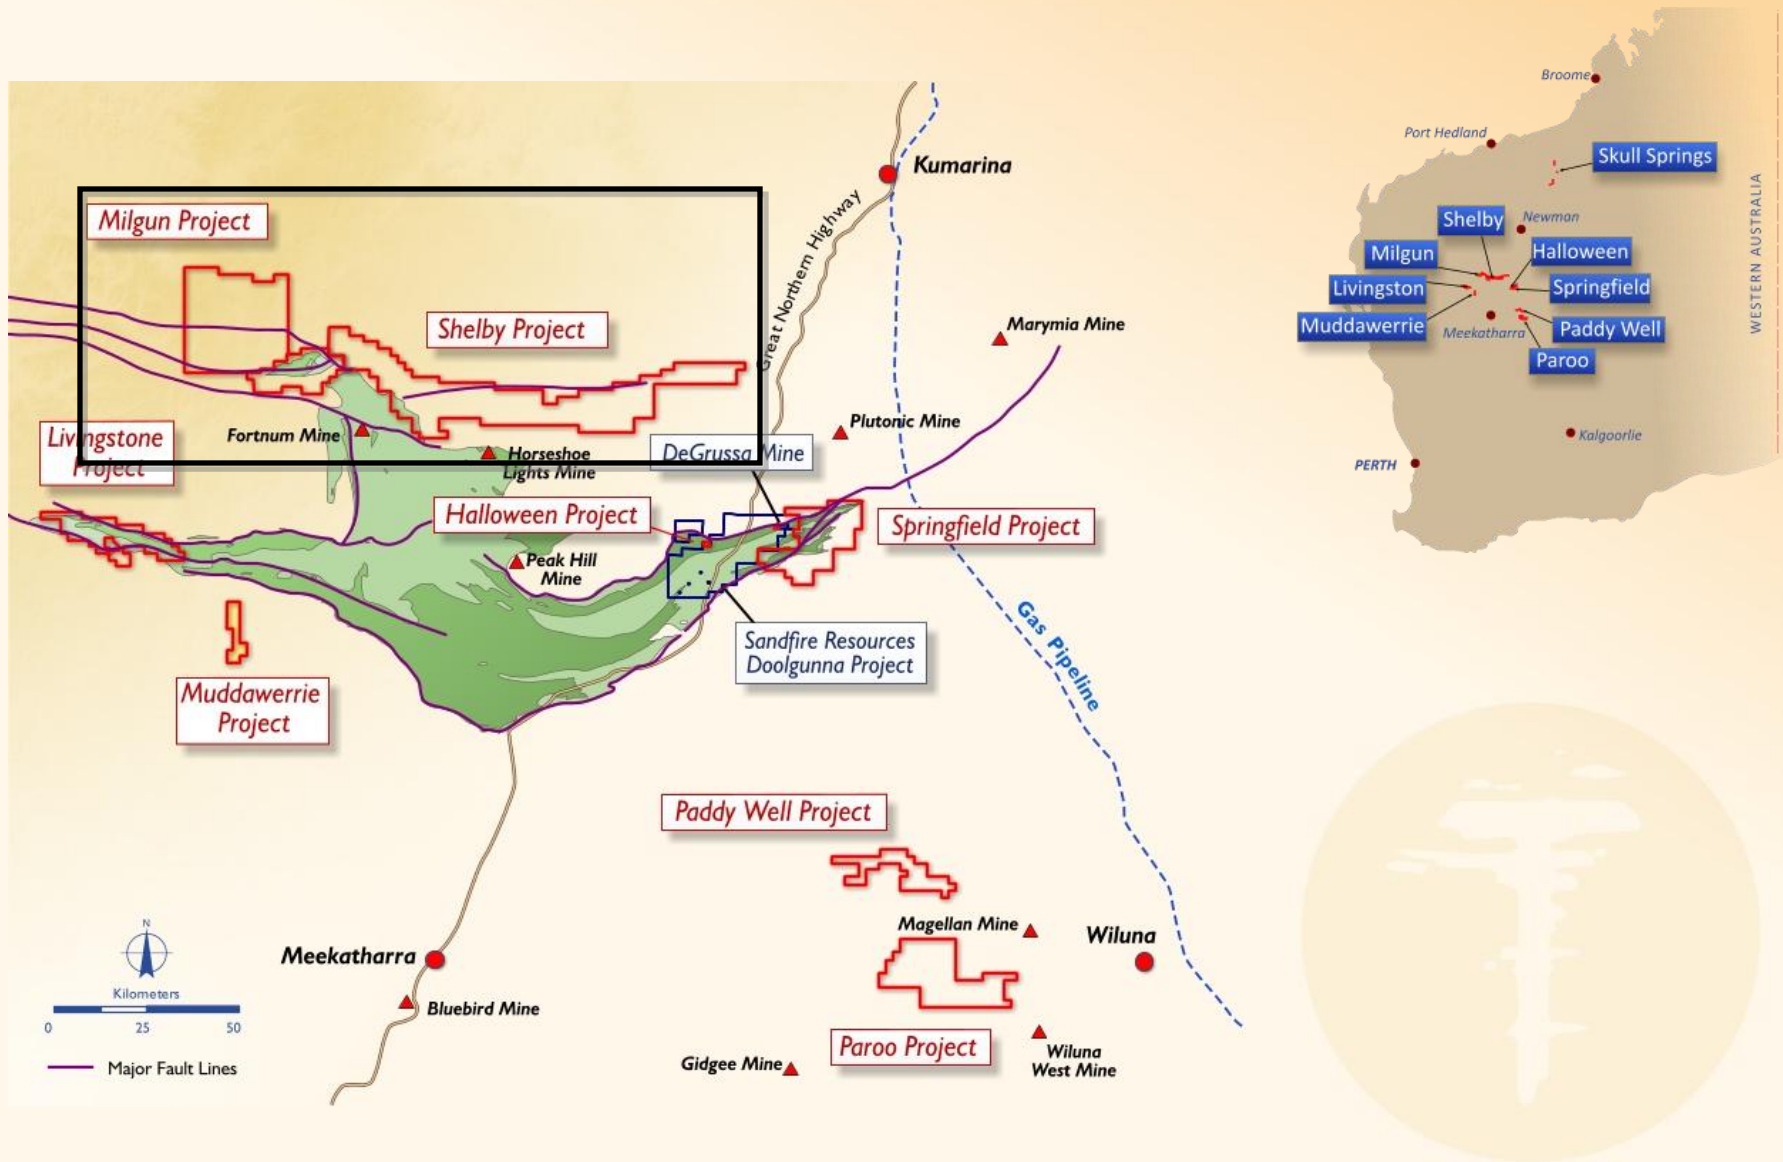 Kumarina
Great Northern Highway
Milgun Project
Shelby Project
Marymia Mine
Livingstone
Project
Fortnum Mine
Horseshoe
Lights Mine
DeGrussa Mine
Plutonic Mine
Halloween Project
Springfield Project
Peak Hill
Mine
Sandfire Resources
Doolgunna Project
Gas Pipeline
Muddawerrie
Project
Paddy Well Project
Magellan Mine
Wiluna
Meekatharra
Bluebird Mine
Paroo Project
Gidgee Mine
Wiluna
West Mine
N
Kilometers
0 25 50
Major Fault Lines
Broome
Port Hedland
Skull Springs
WESTERN AUSTRALIA
Shelby
Newman
Milgun
Halloween
Livingston
Springfield
Muddawerrie
Meekatharra
Paddy Well
Paroo
Kalgoorlie
PERTH